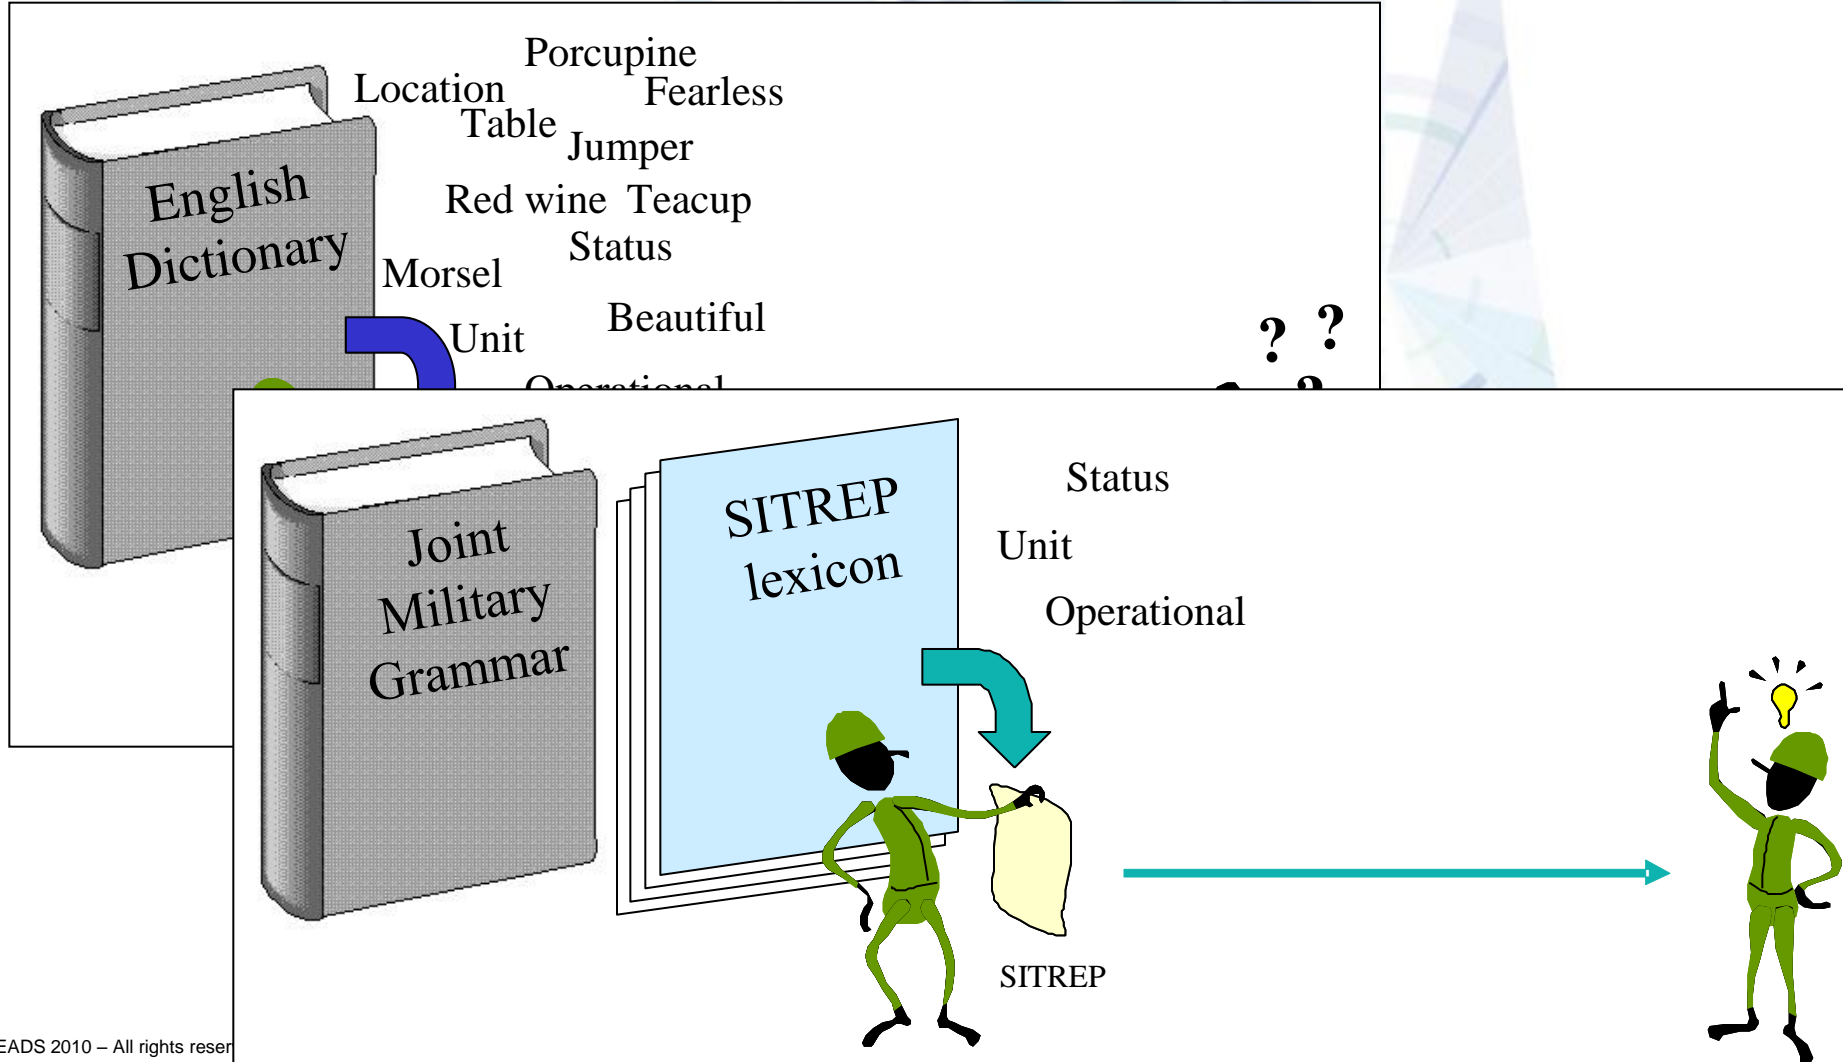 Porcupine
Location
Fearless
Table
Jumper
English
Dictionary
Red wine Teacup
Status
Morsel
Beautiful
Unit
? ?
Operational
?
Joint
Military
Grammar
SITREP
lexicon
Status
Unit
Operational
SITREP
EADS 2010 – All rights reser